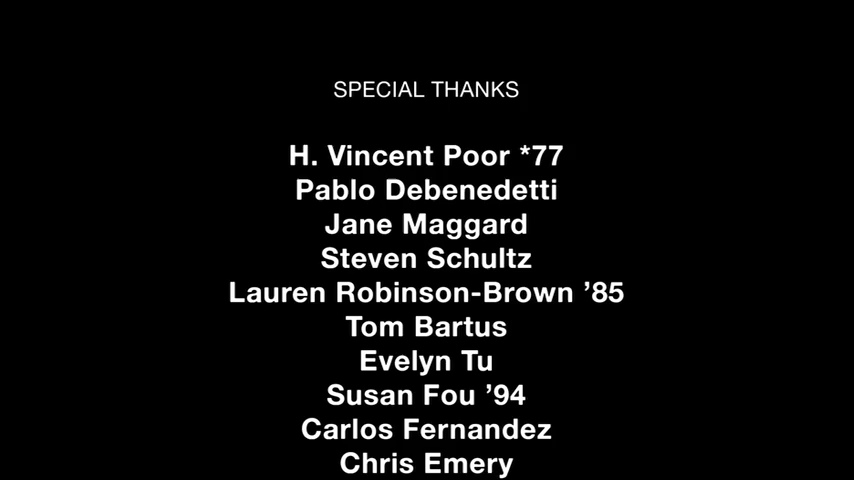 SPECIAL THANKS
H. Vincent Poor *77
Pablo Debenedetti
Jane Maggard
Steven Schultz
Lauren Robinson-Brown ’85
Tom Bartus
Evelyn Tu
Susan Fou ’94
Carlos Fernandez
Chris Emery